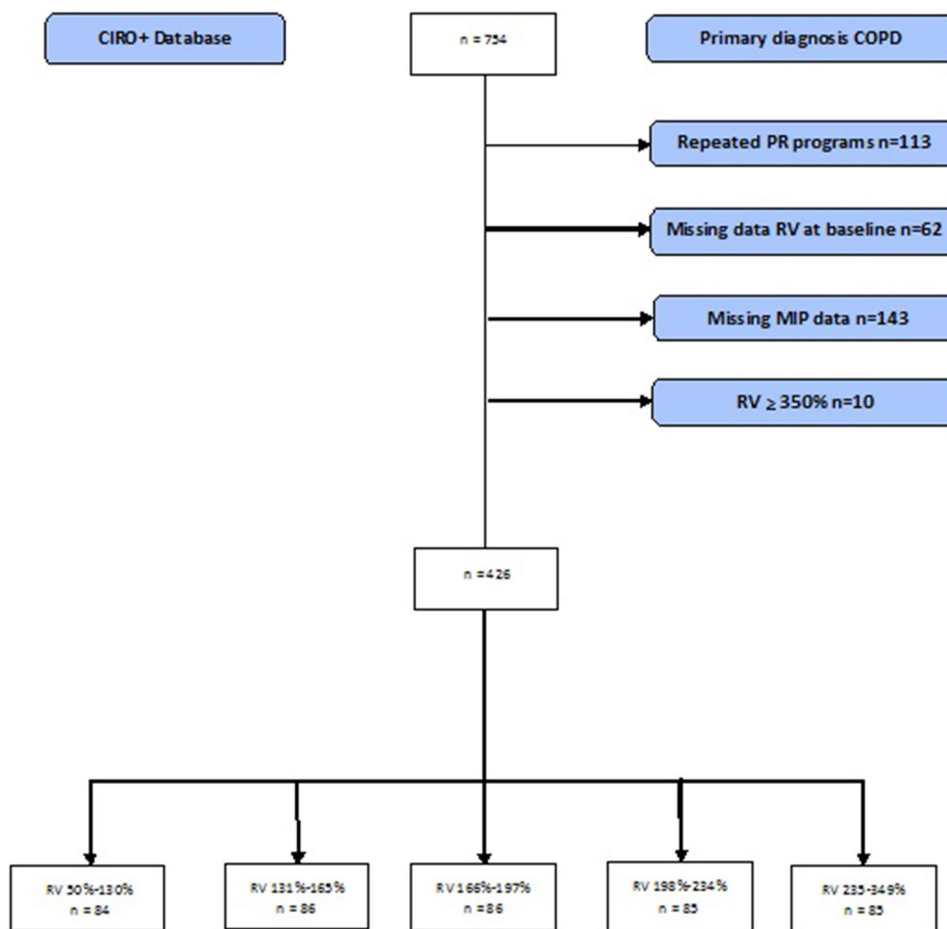 CIRO+ Database
n = 754
Primary diagnosis COPD
Repeated PR programs n=113
Missing data RV at baseline n=62
Missing MIP data n=143
RV ≥ 350% n=10
n = 426
RV 50%-130%
n = 84
RV 131%-165%
n = 86
RV 166%-197%
n = 86
RV 198%-234%
n = 85
RV 235-349%
n = 85